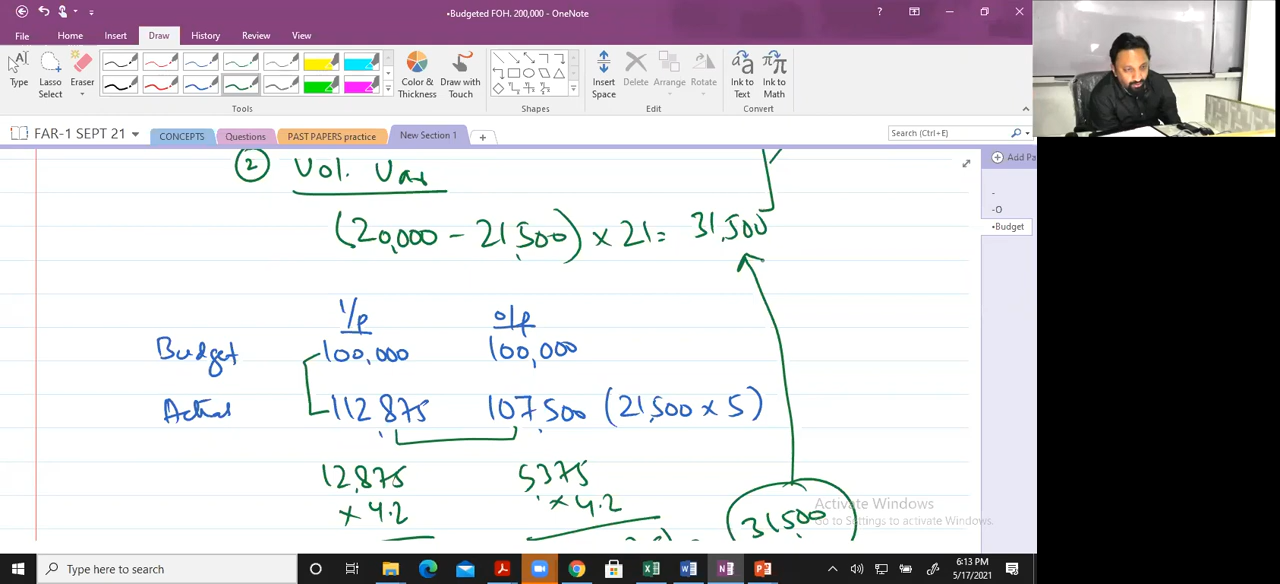 •Budgeted FOH. 200,000 - OneNote
?
File Home Insert Draw History Review View
Type
Lasso Select
Eraser
Color & Thickness
Draw with Touch
Insert Space
Delete
Arrange
Rotate
Ink to Text
Ink to Math
Tools
Shapes
Edit
Convert
FAR-1 SEPT 21
CONCEPTS
Questions
PAST PAPERS practice
New Section 1
Search (Ctrl+E)
Add Pa
-
-O
•Budget
② Vol. Var
(20,000 - 21,500) × 21 = 31,500
I/p O/p
Budget 100,000 100,000
Actual 112,875 107,500 (21,500 × 5)
12,875 5,375
× 4.2 × 4.2
31,500
Activate Windows
Go to Settings to activate Windows.
Type here to search
6:13 PM
5/17/2021